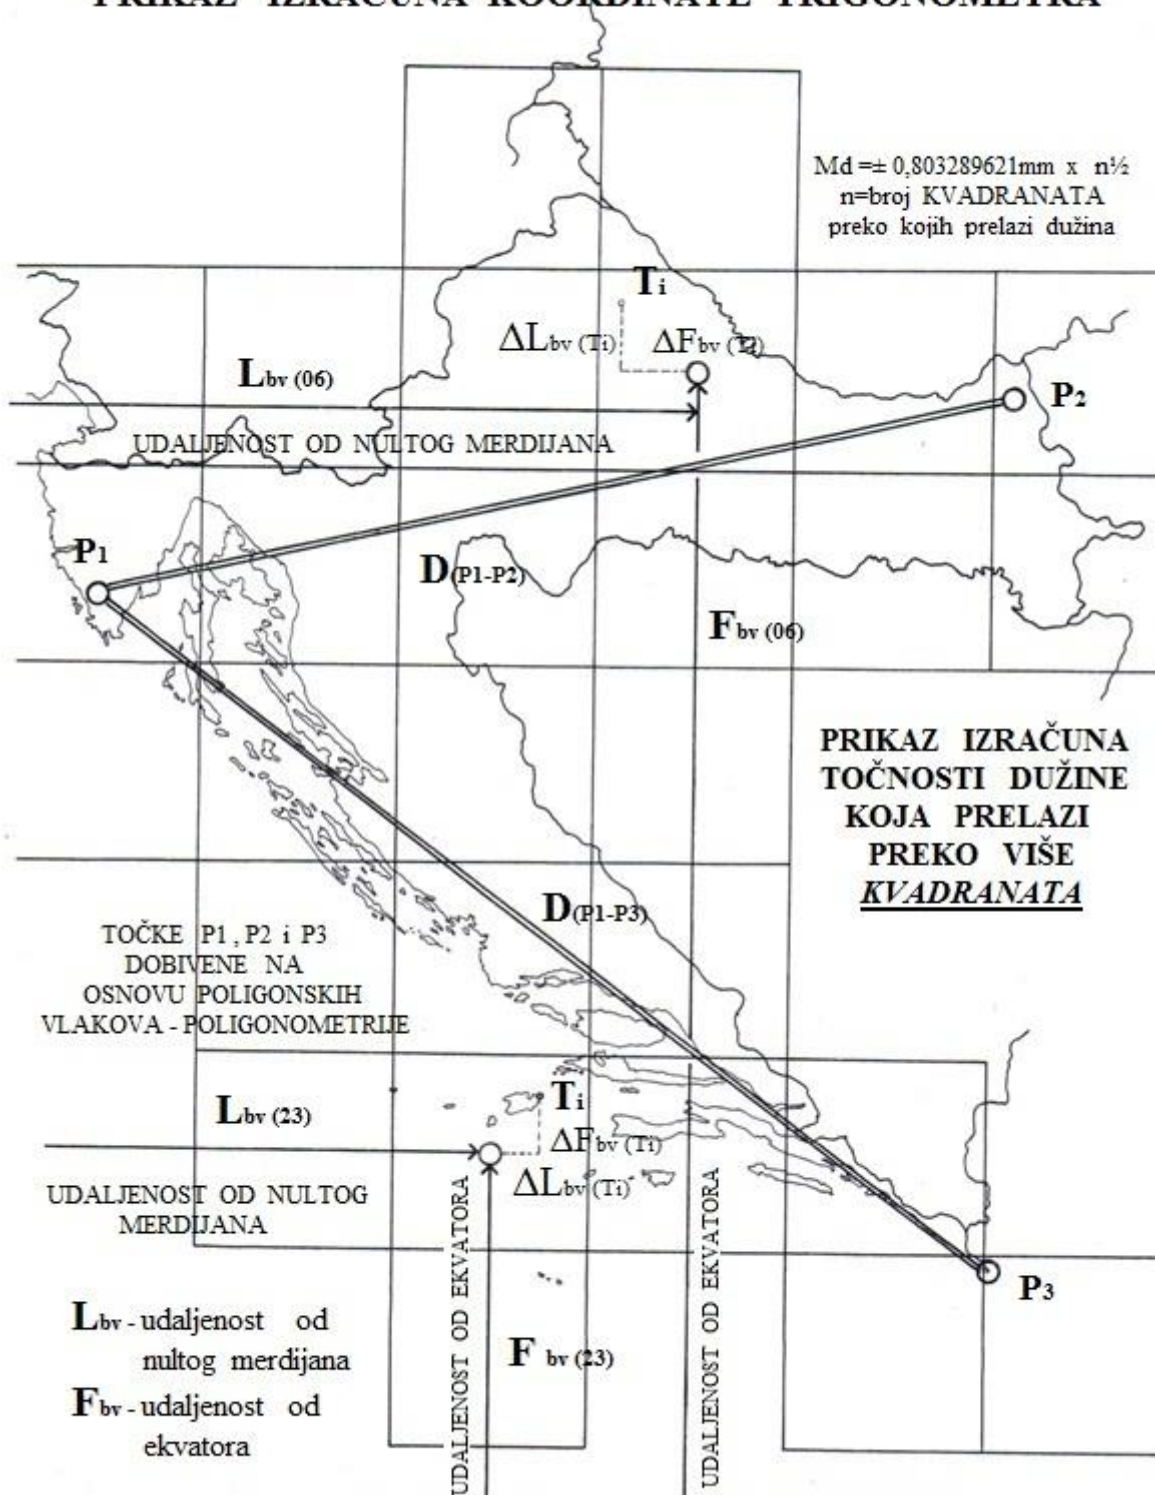 PRIKAZ IZRAČUNA KOORDINATE TRIGONOMETRA
Md =± 0,803289621mm x n½
n=broj KVADRANATA
preko kojih prelazi dužina
Ti
ΔLbv (Ti) ΔFbv (Ti)
Lbv (06)
P2
UDALJENOST OD NULTOG MERDIJANA
P1
D(P1-P2)
Fbv (06)
PRIKAZ IZRAČUNA
TOČNOSTI DUŽINE
KOJA PRELAZI
PREKO VIŠE
KVADRANATA
D(P1-P3)
TOČKE P1 , P2 i P3
DOBIVENE NA
OSNOVU POLIGONSKIH
VLAKOVA - POLIGONOMETRIJE
Lbv (23)
Ti
ΔFbv (Ti)
ΔLbv (Ti)
UDALJENOST OD NULTOG
MERDIJANA
UDALJENOST OD EKVATORA
UDALJENOST OD EKVATORA
P3
Lbv - udaljenost od
nultog merdijana
F bv (23)
Fbv - udaljenost od
ekvatora